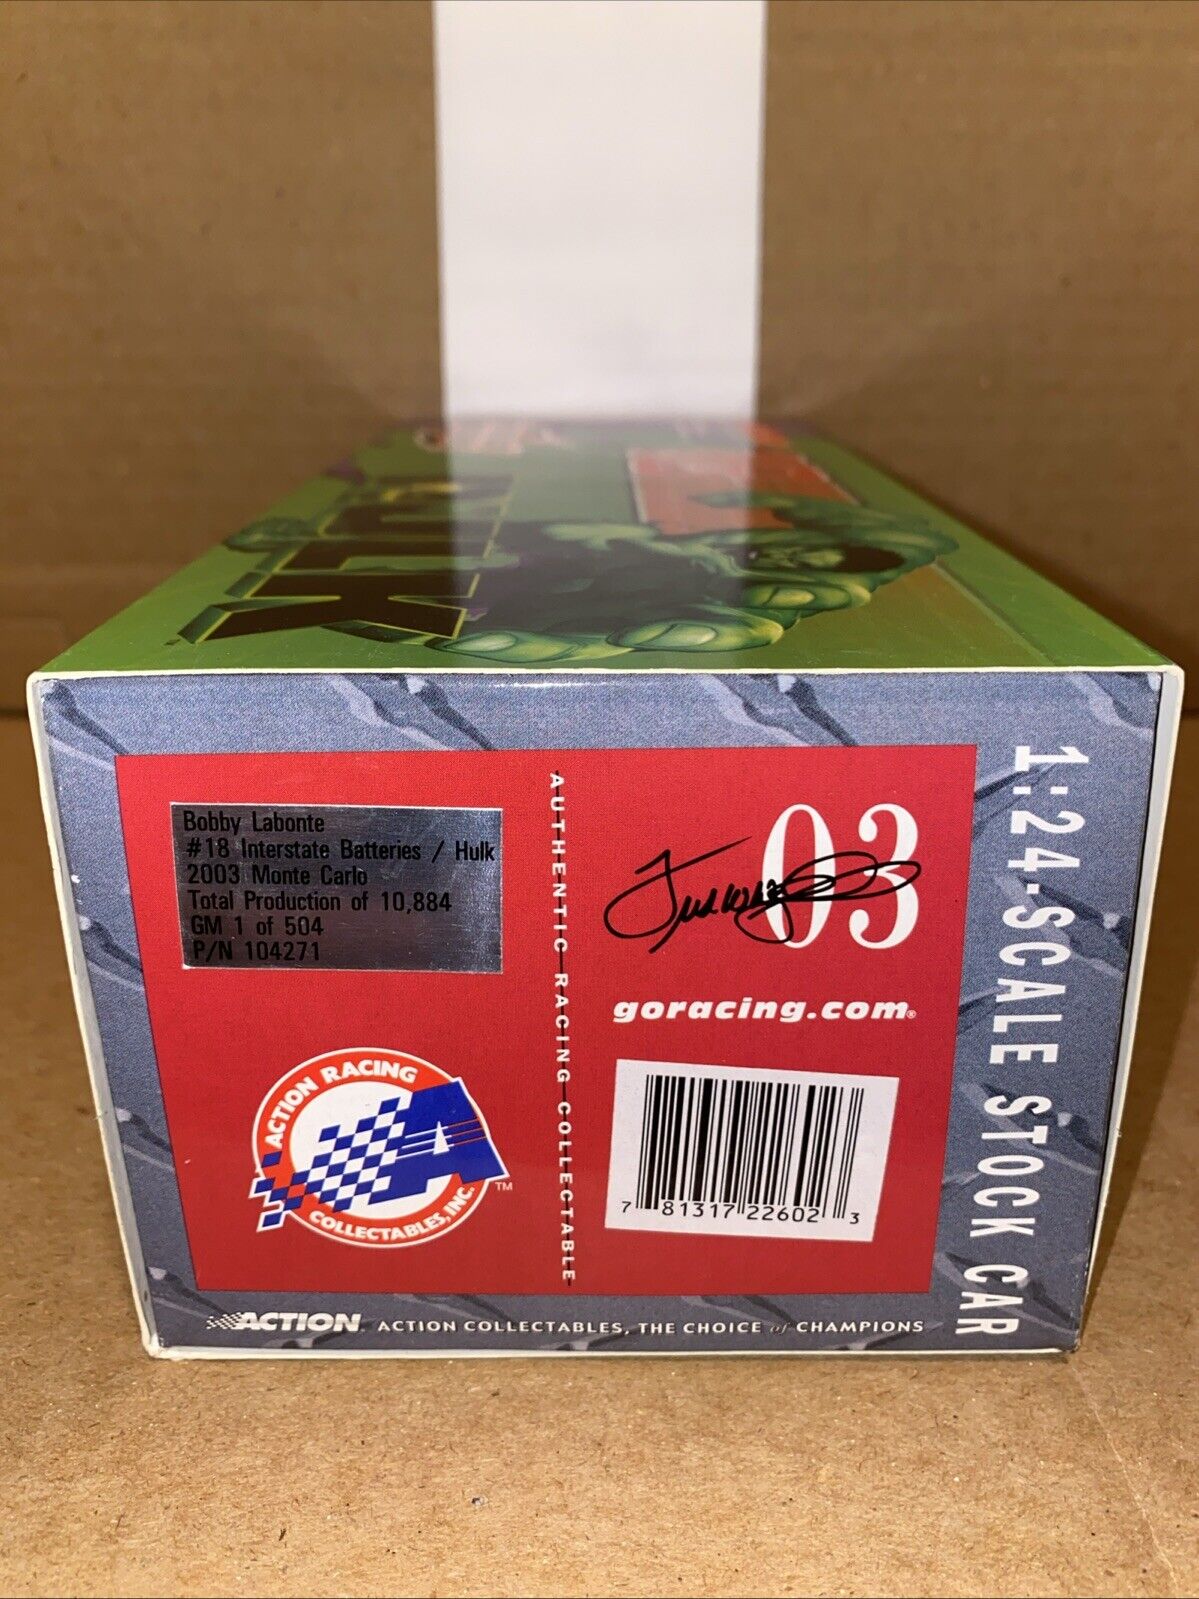 HULK
Bobby Labonte
#18 Interstate Batteries / Hulk
2003 Monte Carlo
Total Production of 10,884
GM 1 of 504
P/N 104271
ACTION RACING
COLLECTABLES, INC.
TM
AUTHENTIC RACING COLLECTABLE
03
goracing.com®
7 81317 22602 3
1:24-SCALE STOCK CAR
ACTION® ACTION COLLECTABLES, THE CHOICE of CHAMPIONS